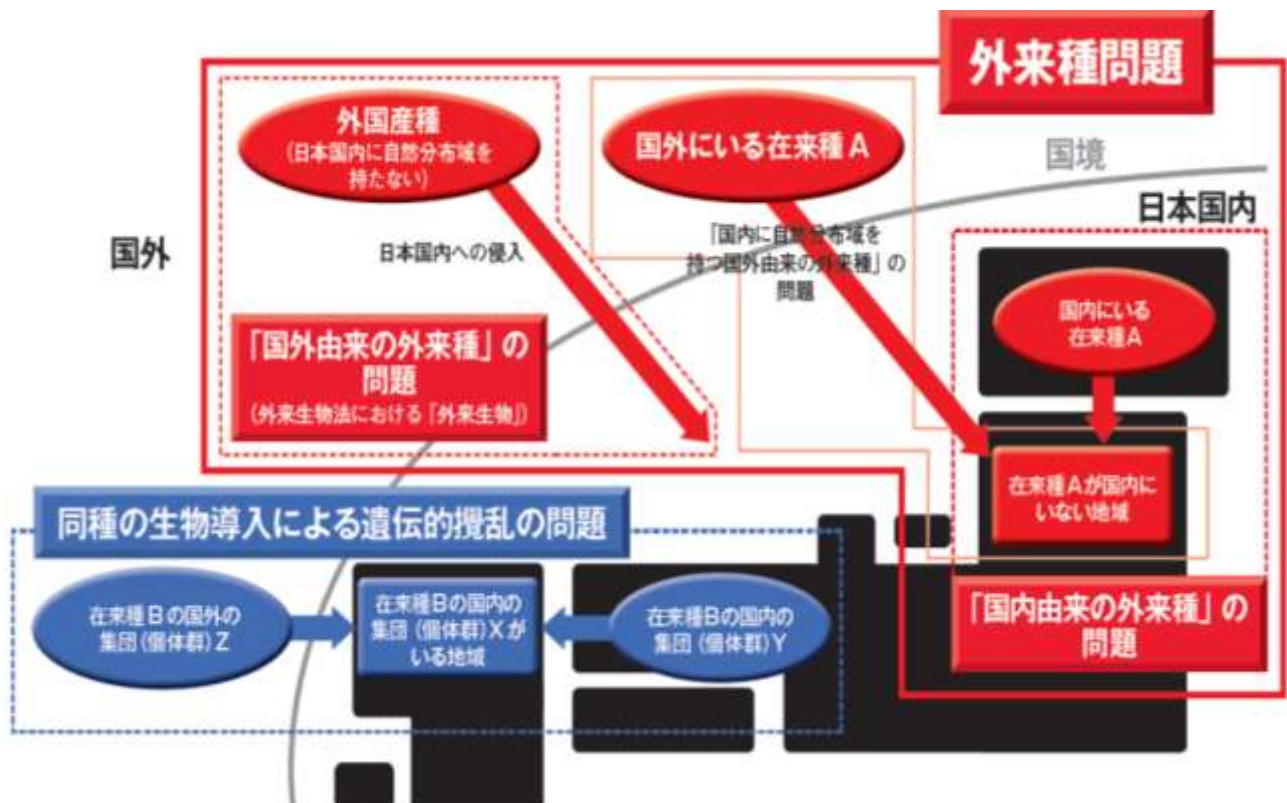 外来種問題
外国産種
(日本国内に自然分布域を
持たない)
国外にいる在来種A
国境
日本国内
国外
日本国内への侵入
「国内に自然分布域を
持つ国外由来の外来種」の
問題
国内にいる
在来種A
「国外由来の外来種」の
問題
(外来生物法における「外来生物」)
在来種Aが国内に
いない地域
同種の生物導入による遺伝的攪乱の問題
在来種Bの国外の
集団(個体群)Z
在来種Bの国内の
集団(個体群)Xが
いる地域
在来種Bの国内の
集団(個体群)Y
「国内由来の外来種」の
問題